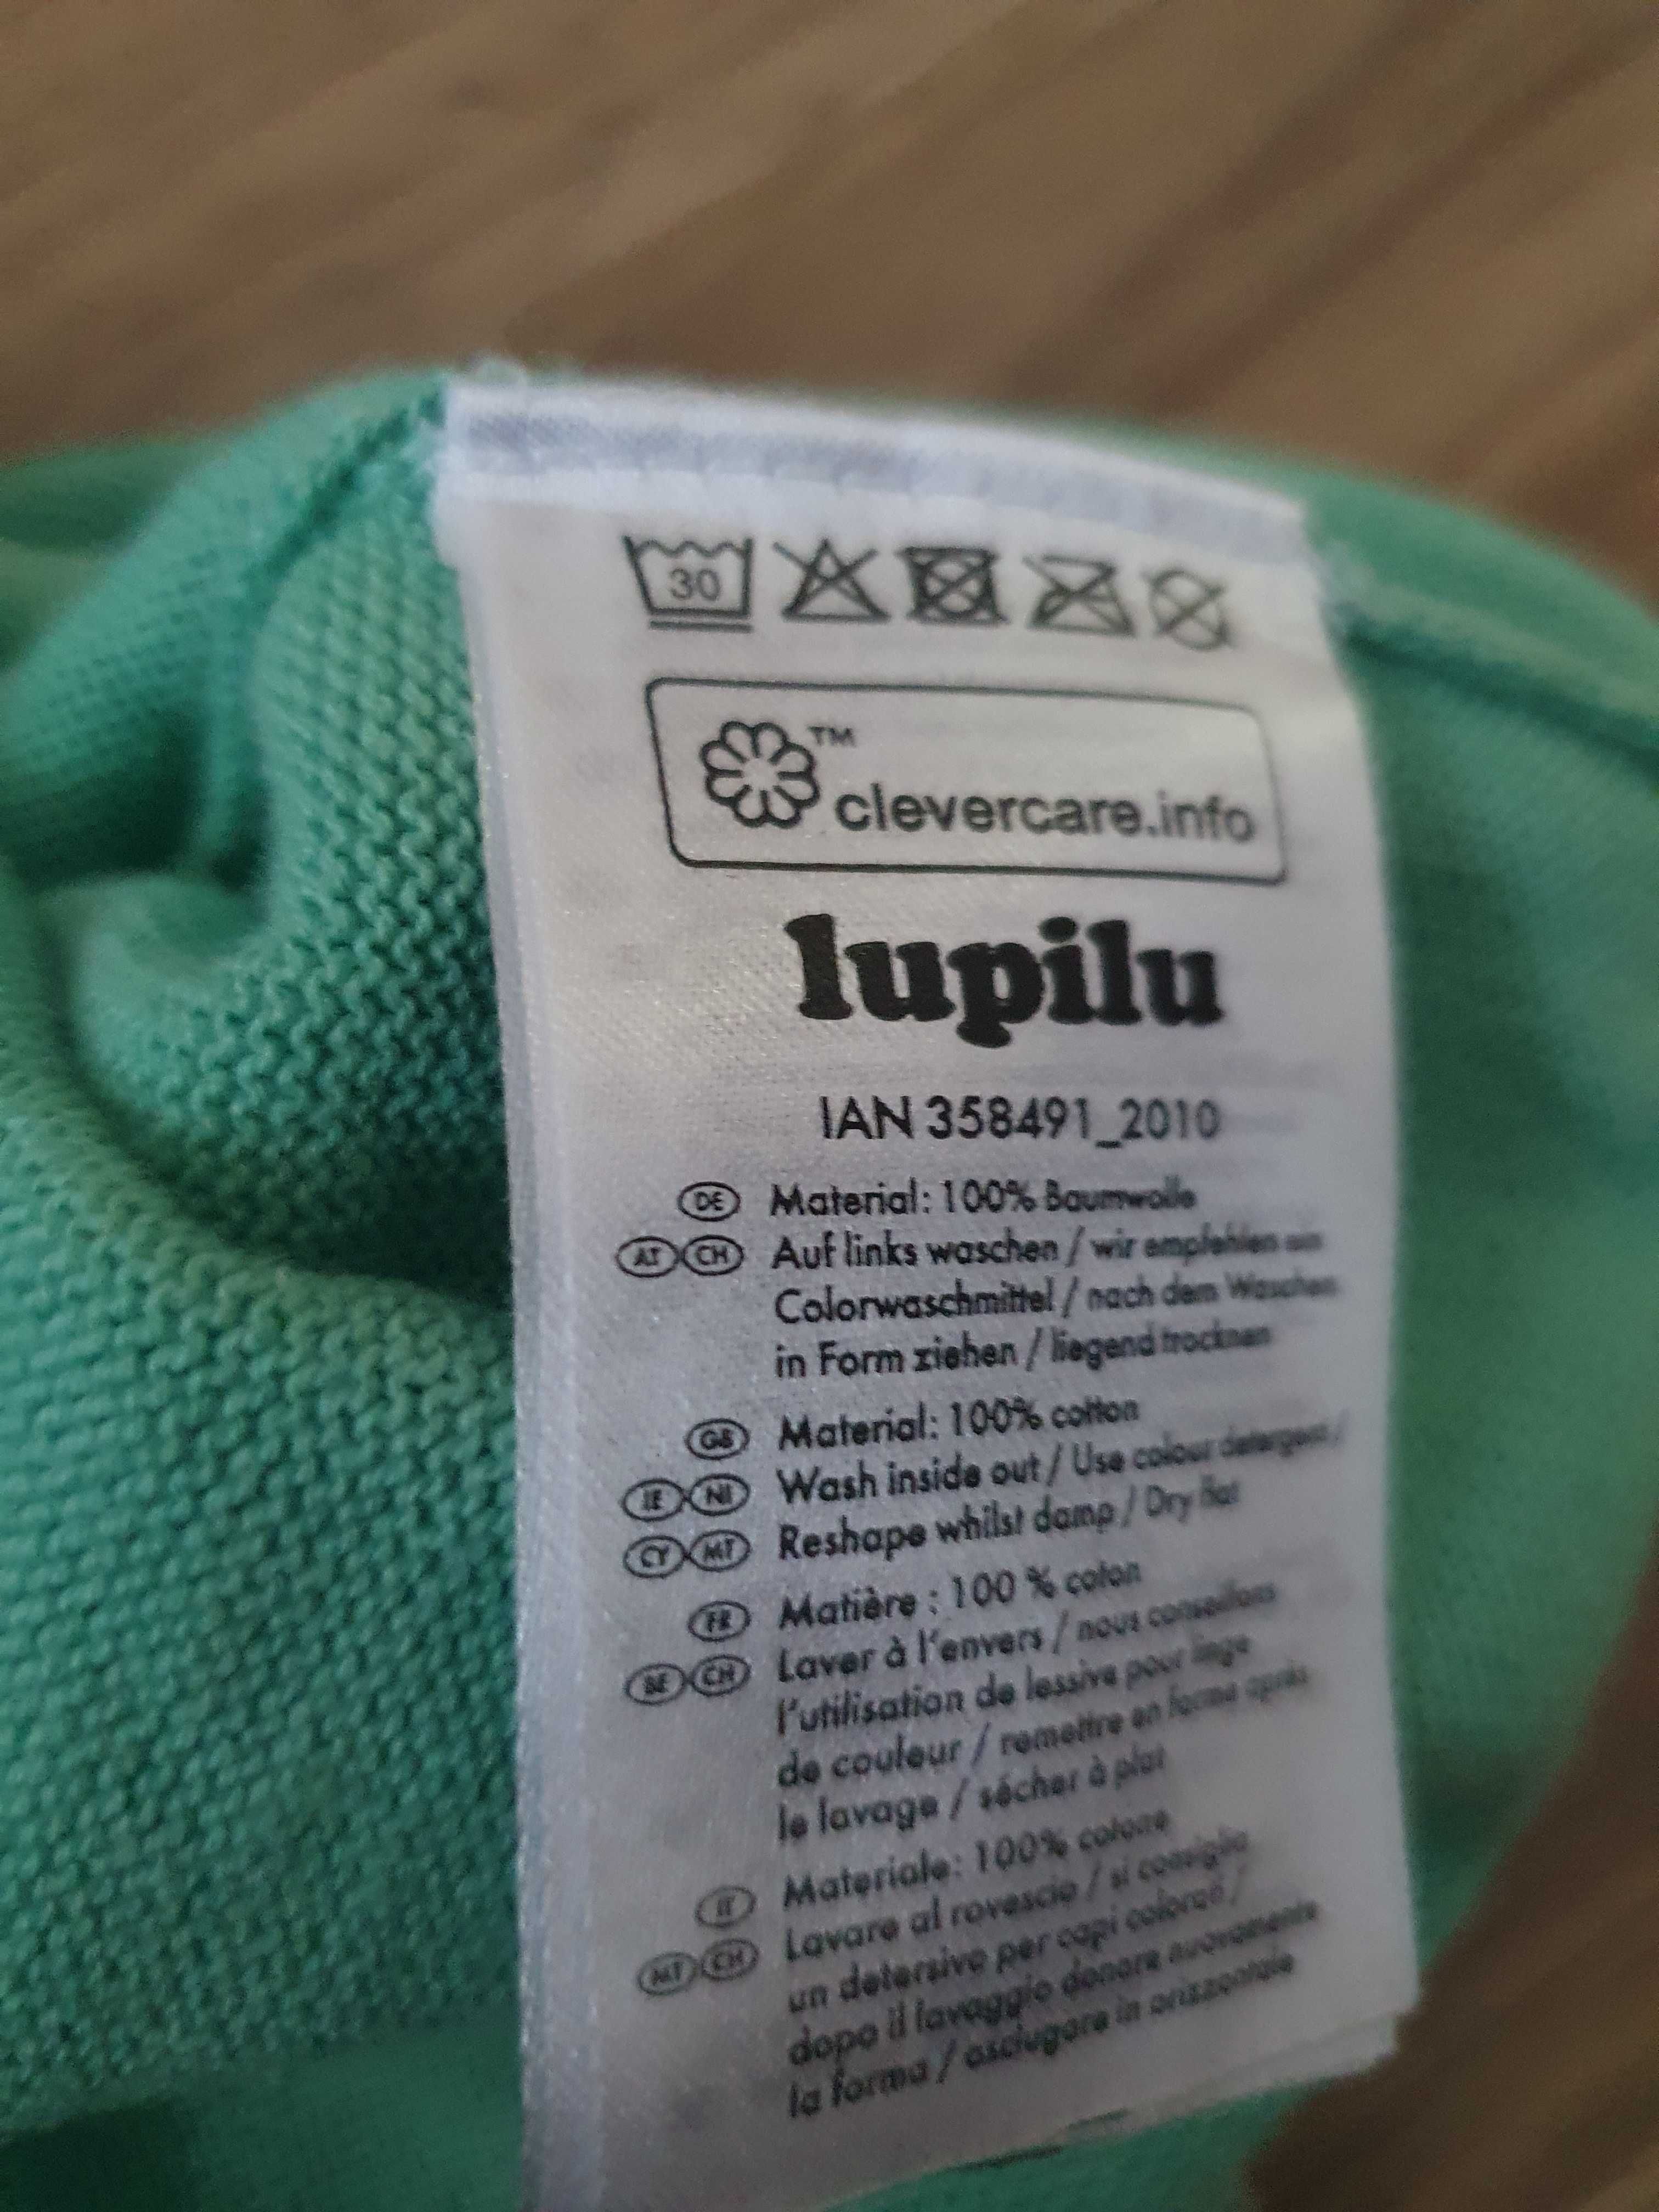 30
TM
clevercare.info
lupilu
IAN 358491_2010
DE Material: 100% Baumwolle
AT CH Auf links waschen / wir empfehlen ein
Colorwaschmittel / nach dem Waschen
in Form ziehen / liegend trocknen
GB Material: 100% cotton
IE NI Wash inside out / Use colour detergent /
CY MT Reshape whilst damp / Dry flat
FR Matière : 100 % coton
BE CH Laver à l'envers / nous conseillons
l'utilisation de lessive pour linge
de couleur / remettre en forme après
le lavage / sécher à plat
IT Materiale: 100% cotone
MT CH Lavare al rovescio / si consiglia
un detersivo per capi colorati /
dopo il lavaggio donare nuovamente
la forma / asciugare in orizzontale